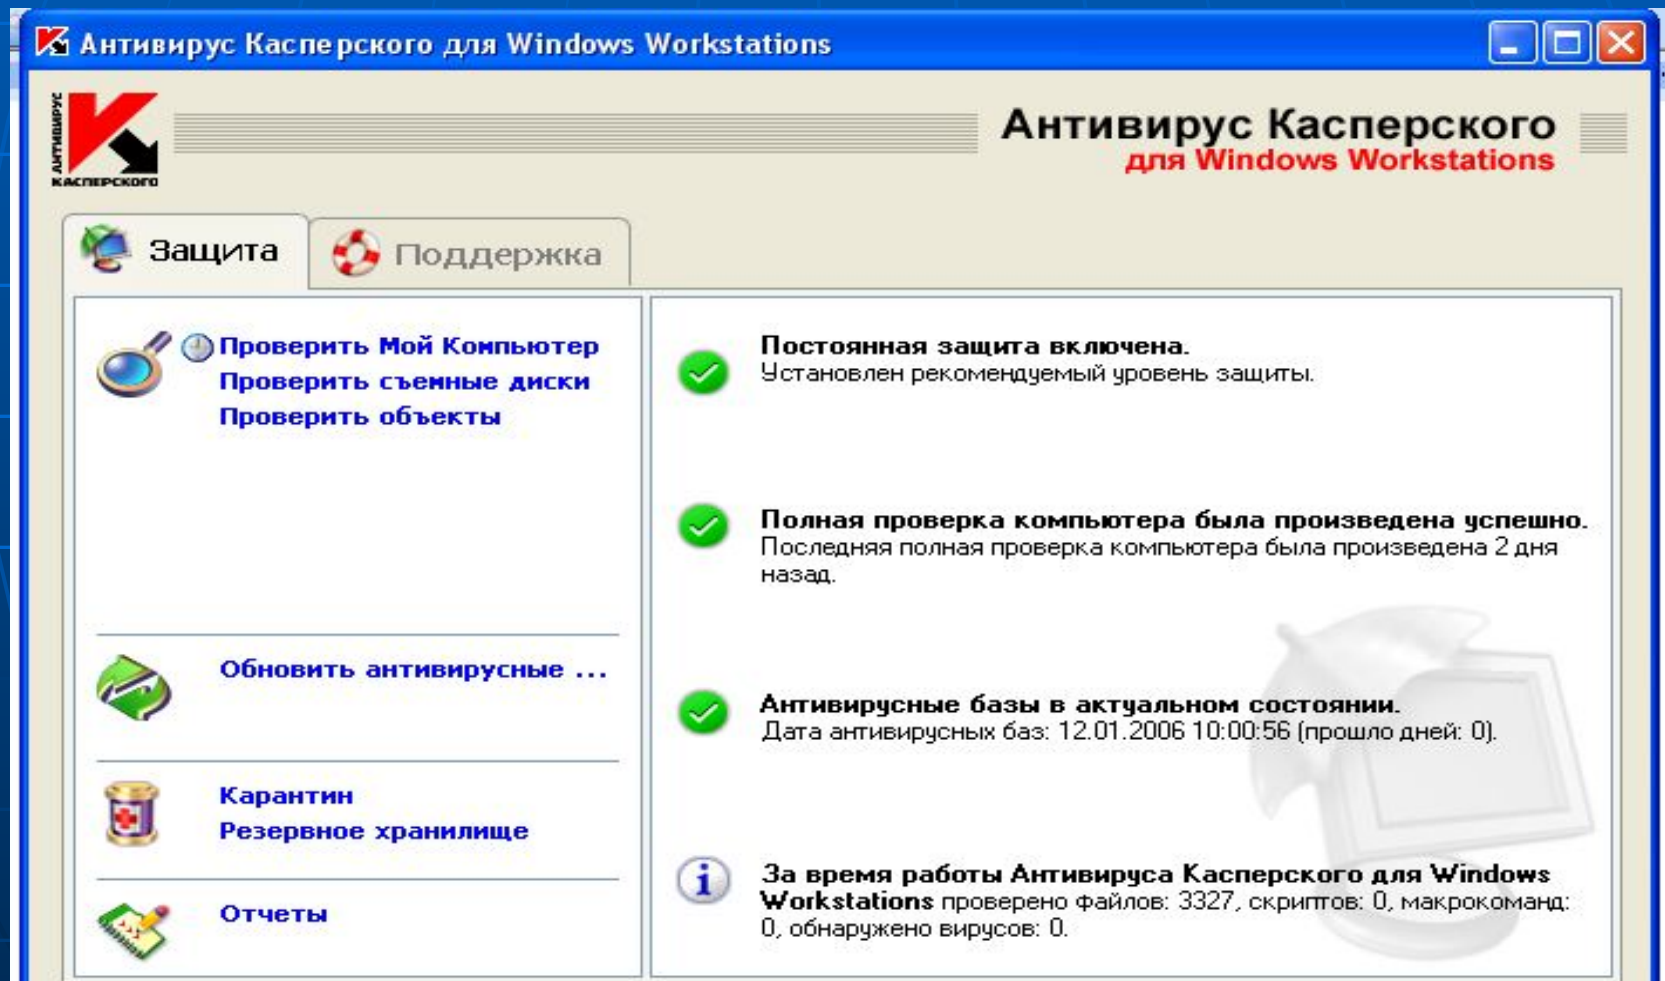 Антивирус Касперского для Windows Workstations
АНТИВИРУС
КАСПЕРСКОГО
Антивирус Касперского
для Windows Workstations
Защита
Поддержка
Проверить Мой Компьютер
Проверить съемные диски
Проверить объекты
Обновить антивирусные ...
Карантин
Резервное хранилище
Отчеты
Постоянная защита включена.
Установлен рекомендуемый уровень защиты.
Полная проверка компьютера была произведена успешно.
Последняя полная проверка компьютера была произведена 2 дня
назад.
Антивирусные базы в актуальном состоянии.
Дата антивирусных баз: 12.01.2006 10:00:56 (прошло дней: 0).
За время работы Антивируса Касперского для Windows
Workstations проверено файлов: 3327, скриптов: 0, макрокоманд:
0, обнаружено вирусов: 0.